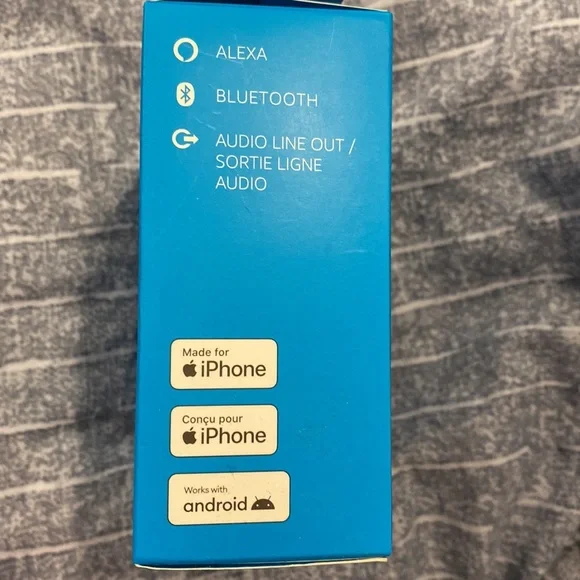 ALEXA
BLUETOOTH
AUDIO LINE OUT /
SORTIE LIGNE
AUDIO
Made for
iPhone
Conçu pour
iPhone
Works with
android